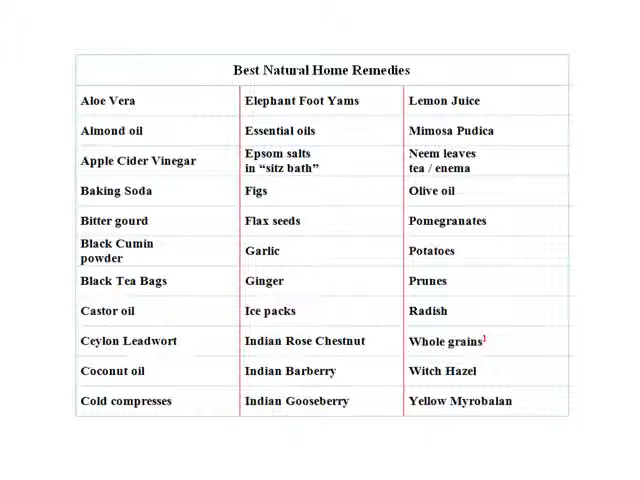 Best Natural Home Remedies
Aloe Vera Elephant Foot Yams Lemon Juice
Almond oil Essential oils Mimosa Pudica
Apple Cider Vinegar Epsom salts in “sitz bath” Neem leaves tea / enema
Baking Soda Figs Olive oil
Bitter gourd Flax seeds Pomegranates
Black Cumin powder Garlic Potatoes
Black Tea Bags Ginger Prunes
Castor oil Ice packs Radish
Ceylon Leadwort Indian Rose Chestnut Whole grains1
Coconut oil Indian Barberry Witch Hazel
Cold compresses Indian Gooseberry Yellow Myrobalan